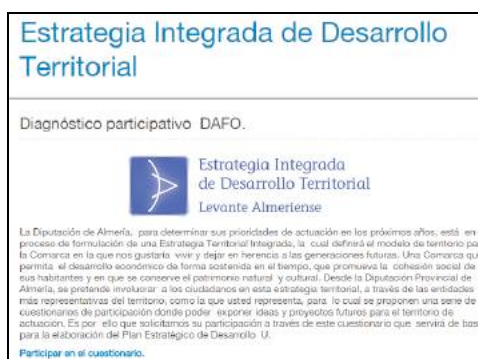 Estrategia Integrada de Desarrollo
Territorial
Diagnóstico participativo DAFO.
Estrategia Integrada
de Desarrollo Territorial
Levante Almeriense
La Diputación de Almería, para determinar sus prioridades de actuación en los próximos años, está en
proceso de formulación de una Estrategia Territorial Integrada, la cual definirá el modelo de territorio pa
la Comarca en la que nos gustaría vivir y dejar en herencia a las generaciones futuras. Una Comarca qu
permita el desarrollo económico de forma sostenida en el tiempo, que promueva la cohesión social de
sus habitantes y en que se conserve el patrimonio natural y cultural. Desde la Diputación Provincial de
Almería, se pretende involucrar a los ciudadanos en esta estrategia territorial, a través de las entidades
más representativas del territorio, como la que usted representa, para lo cual se proponen una serie de
cuestionarios de participación donde poder exponer ideas y proyectos futuros para el territorio de
actuación. Es por ello que solicitamos su participación a través de este cuestionario que servirá de bas
para la elaboración del Plan Estratégico de Desarrollo U.
Participar en el cuestionario.